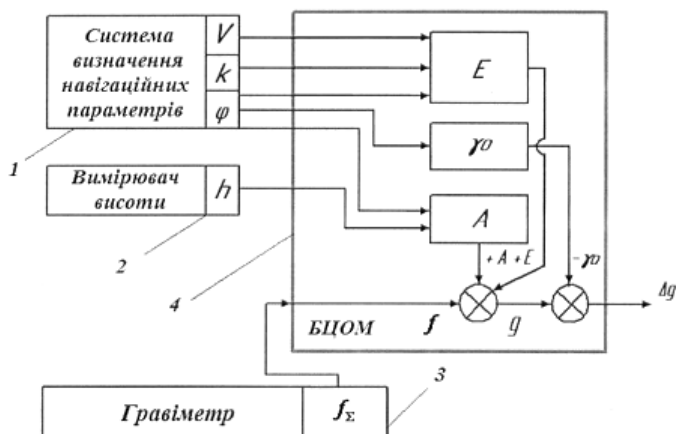 Система
визначення
навігаційних
параметрів
V
k
φ
1
Вимірювач
висоти
h
2
4
E
γ₀
A
+ A + E
- γ₀
f
g
Δg
БЦОМ
3
Гравіметр
f_Σ